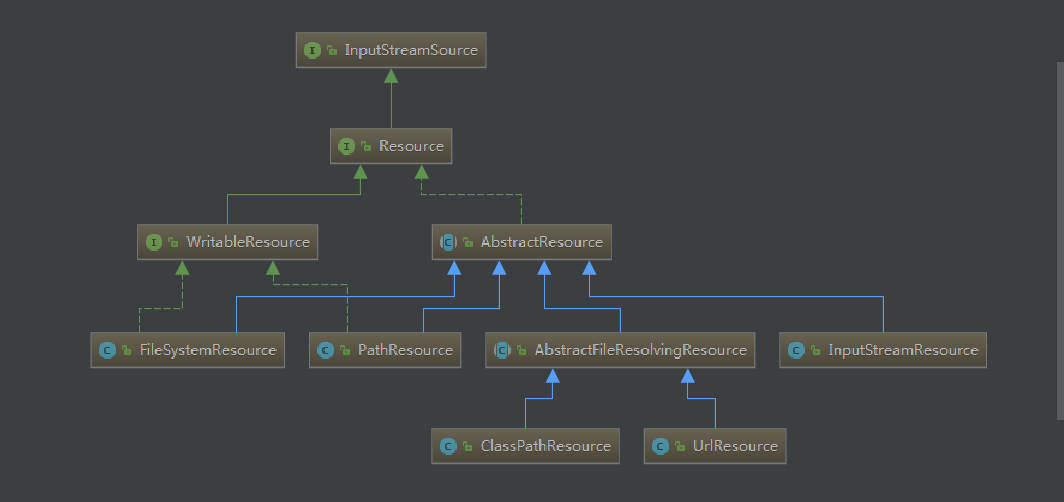 InputStreamSource
Resource
WritableResource
AbstractResource
FileSystemResource
PathResource
AbstractFileResolvingResource
InputStreamResource
ClassPathResource
UrlResource